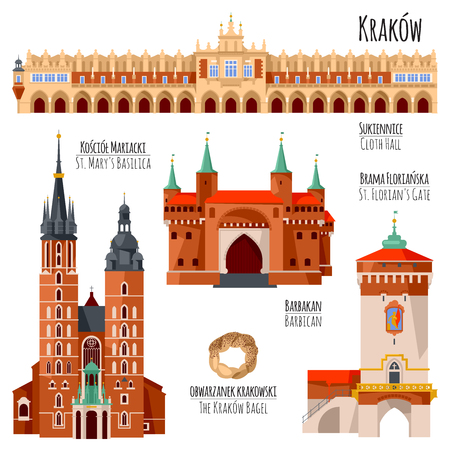 KRAKÓW
SUKIENNICE
CLOTH HALL
KOŚCIÓŁ MARIACKI
ST. MARY'S BASILICA
BRAMA FLORIAŃSKA
ST. FLORIAN'S GATE
BARBAKAN
BARBICAN
OBWARZANEK KRAKOWSKI
THE KRAKÓW BAGEL